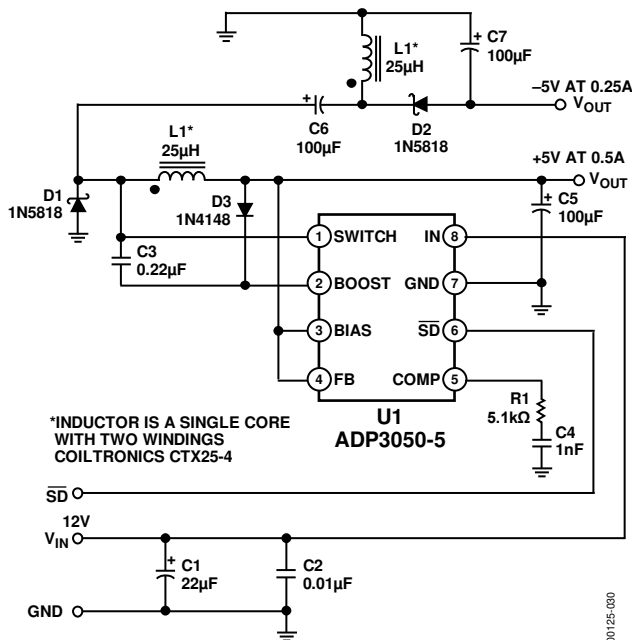 C7
100µF
L1*
25µH
–5V AT 0.25A
VOUT
C6
100µF
D2
1N5818
L1*
25µH
+5V AT 0.5A
VOUT
D1
1N5818
D3
1N4148
C5
100µF
C3
0.22µF
1 SWITCH IN 8
2 BOOST GND 7
3 BIAS SD 6
4 FB COMP 5
U1
ADP3050-5
R1
5.1kΩ
C4
1nF
*INDUCTOR IS A SINGLE CORE
WITH TWO WINDINGS
COILTRONICS CTX25-4
SD
12V
VIN
C1
22µF
C2
0.01µF
GND
00125-030